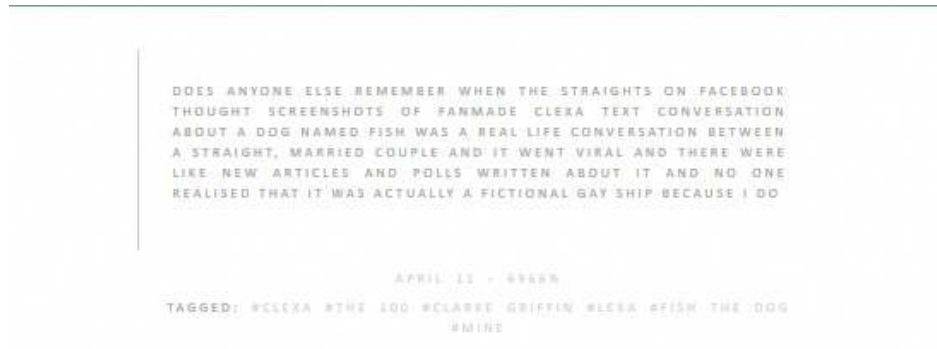 DOES ANYONE ELSE REMEMBER WHEN THE STRAIGHTS ON FACEBOOK
THOUGHT SCREENSHOTS OF FANMADE CLEXA TEXT CONVERSATION
ABOUT A DOG NAMED FISH WAS A REAL LIFE CONVERSATION BETWEEN
A STRAIGHT, MARRIED COUPLE AND IT WENT VIRAL AND THERE WERE
LIKE NEW ARTICLES AND POLLS WRITTEN ABOUT IT AND NO ONE
REALISED THAT IT WAS ACTUALLY A FICTIONAL GAY SHIP BECAUSE I DO
APRIL 11 -
TAGGED: #CLEXA #THE 100 #CLARKE GRIFFIN #LEXA #FISH THE DOG
#MINE